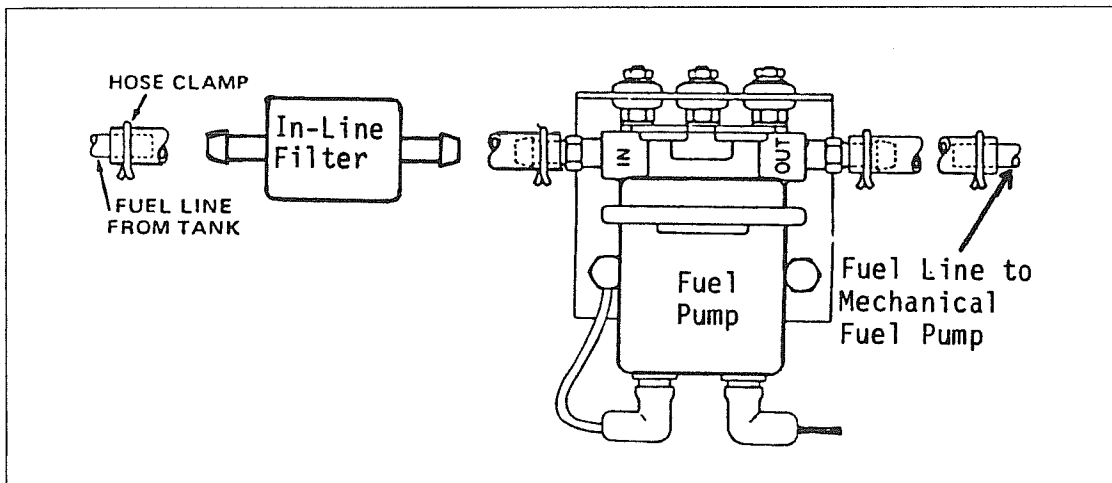 HOSE CLAMP
In-Line
Filter
FUEL LINE
FROM TANK
IN
OUT
Fuel
Pump
Fuel Line to
Mechanical
Fuel Pump